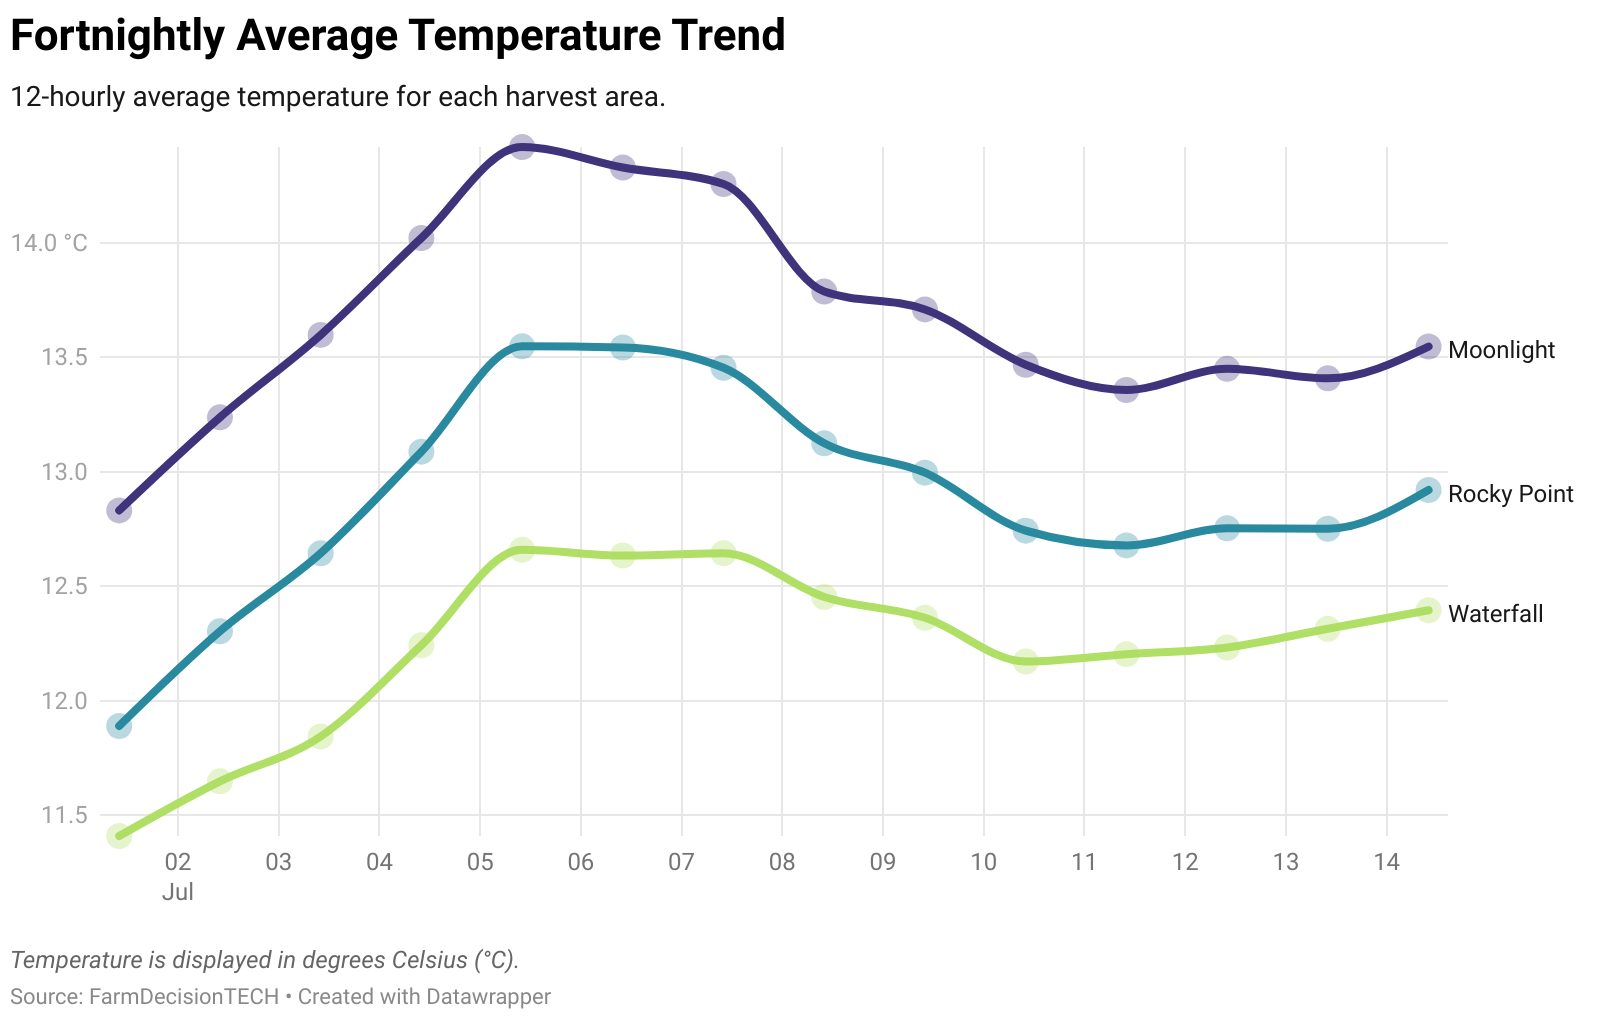 Fortnightly Average Temperature Trend
12-hourly average temperature for each harvest area.
14.0 °C
13.5
13.0
12.5
12.0
11.5
Moonlight
Rocky Point
Waterfall
02 03 04 05 06 07 08 09 10 11 12 13 14
Jul
Temperature is displayed in degrees Celsius (°C).
Source: FarmDecisionTECH • Created with Datawrapper